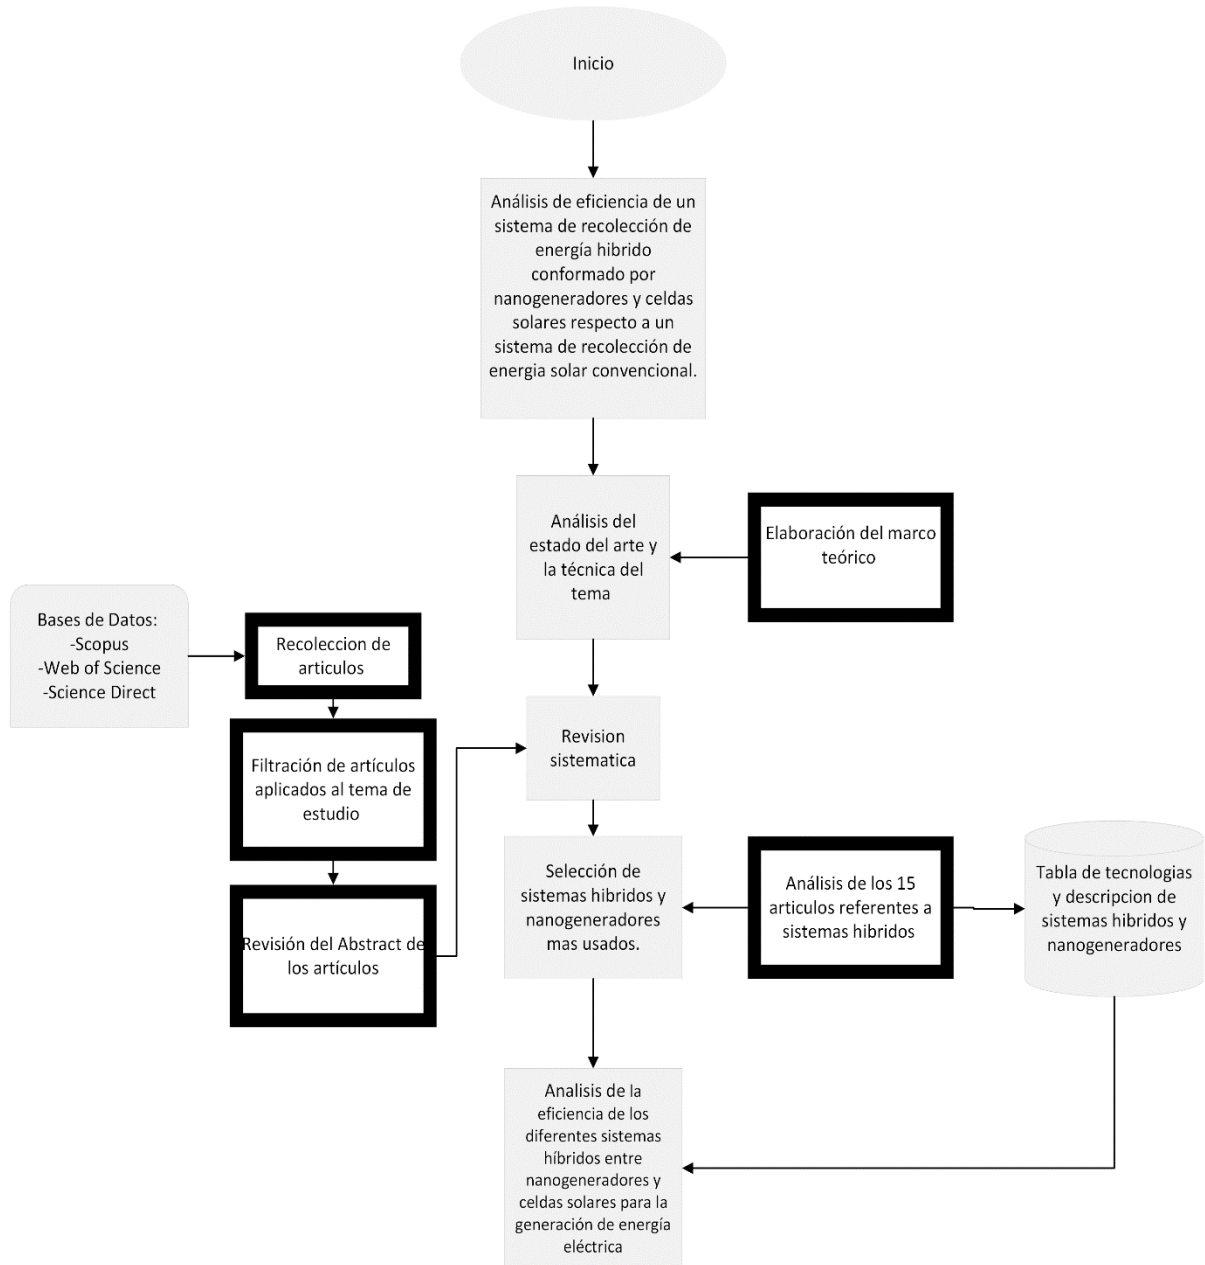 Inicio
Análisis de eficiencia de un
sistema de recolección de
energía hibrido
conformado por
nanogeneradores y celdas
solares respecto a un
sistema de recolección de
energia solar convencional.
Análisis del
estado del arte y
la técnica del
tema
Elaboración del marco
teórico
Bases de Datos:
-Scopus
-Web of Science
-Science Direct
Recoleccion de
articulos
Filtración de artículos
aplicados al tema de
estudio
Revisión del Abstract de
los artículos
Revision
sistematica
Selección de
sistemas hibridos y
nanogeneradores
mas usados.
Análisis de los 15
articulos referentes a
sistemas hibridos
Tabla de tecnologias
y descripcion de
sistemas hibridos y
nanogeneradores
Analisis de la
eficiencia de los
diferentes sistemas
híbridos entre
nanogeneradores y
celdas solares para la
generación de energía
eléctrica